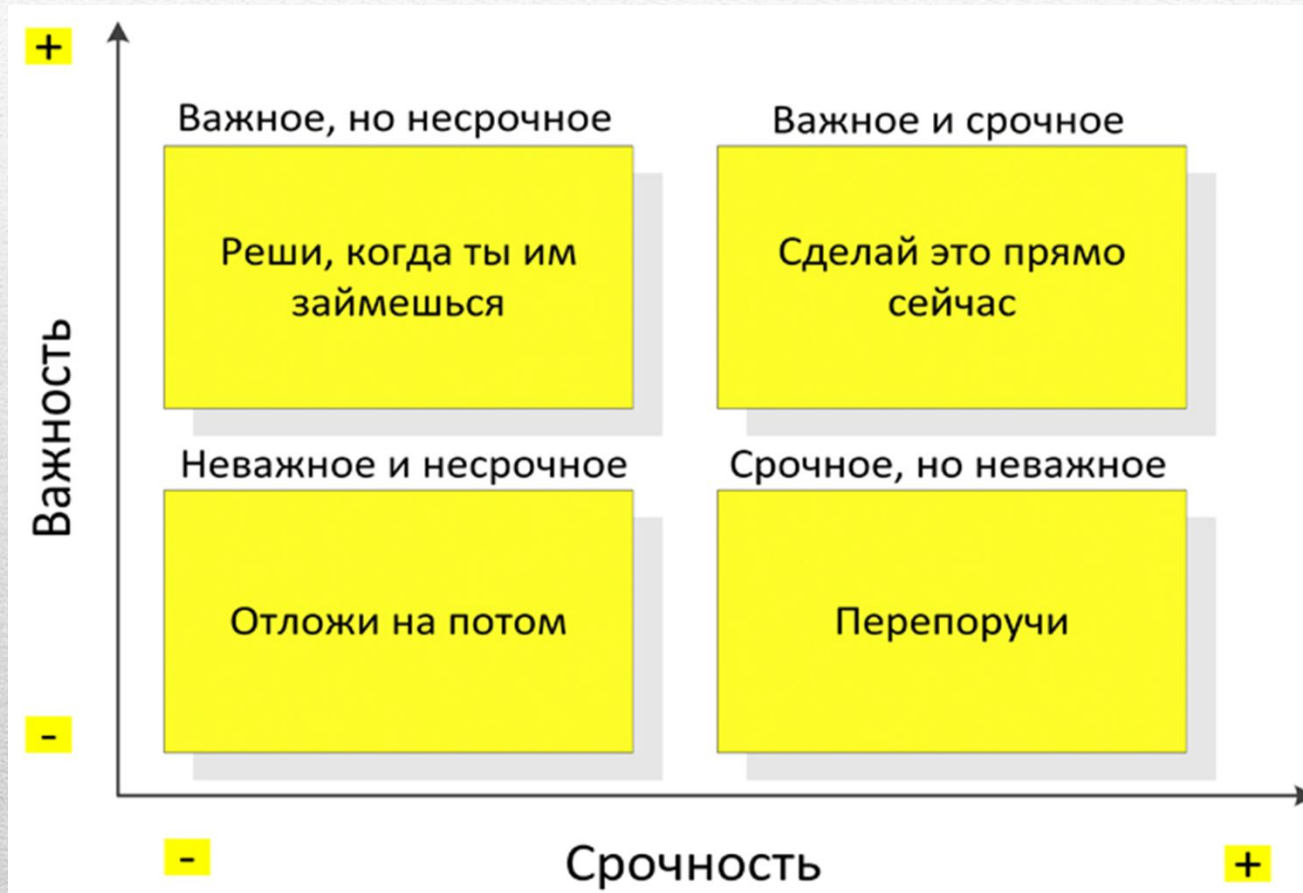 +
Важное, но несрочное
Важное и срочное
Реши, когда ты им
займешься
Сделай это прямо
сейчас
Важность
Неважное и несрочное
Срочное, но неважное
Отложи на потом
Перепоручи
-
-
Срочность
+